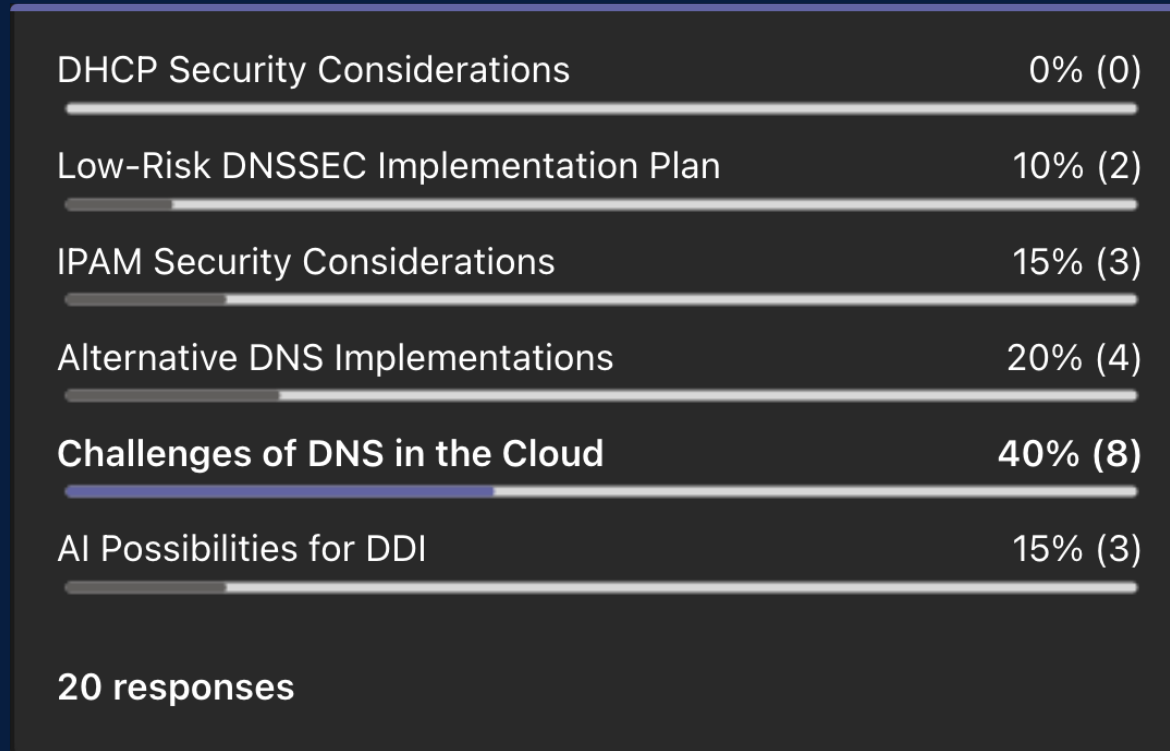 DHCP Security Considerations 0% (0)
Low-Risk DNSSEC Implementation Plan 10% (2)
IPAM Security Considerations 15% (3)
Alternative DNS Implementations 20% (4)
Challenges of DNS in the Cloud 40% (8)
AI Possibilities for DDI 15% (3)
20 responses